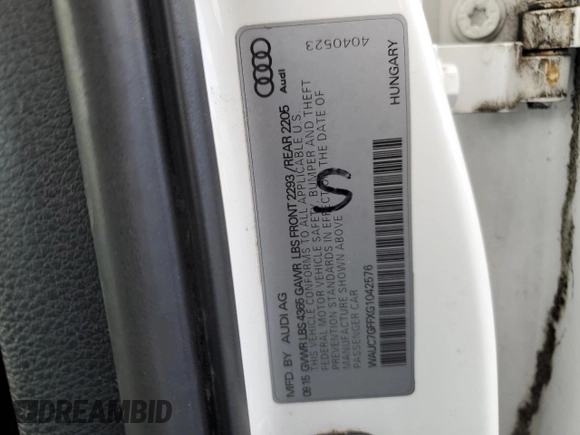 4040523
Audi
HUNGARY
MFD BY AUDI AG
09.15 GVWR LBS 4365 GAWR LBS FRONT 2293 / REAR 2205
THIS VEHICLE CONFORMS TO ALL APPLICABLE U.S.
FEDERAL MOTOR VEHICLE SAFETY, BUMPER AND THEFT
PREVENTION STANDARDS IN EFFECT ON THE DATE OF
MANUFACTURE SHOWN ABOVE
PASSENGER CAR
WAUC7GFFXG1042576
S
DREAMBID